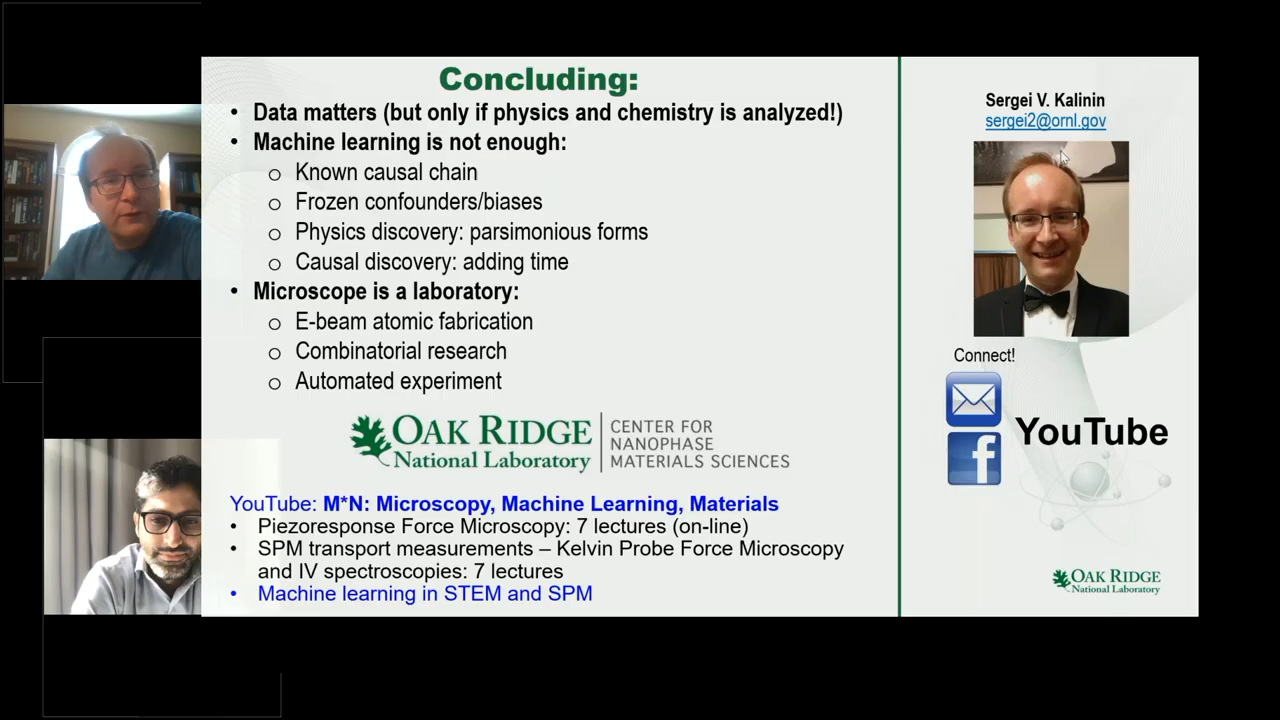 Concluding:
• Data matters (but only if physics and chemistry is analyzed!)
• Machine learning is not enough:
o Known causal chain
o Frozen confounders/biases
o Physics discovery: parsimonious forms
o Causal discovery: adding time
• Microscope is a laboratory:
o E-beam atomic fabrication
o Combinatorial research
o Automated experiment
OAK RIDGE
National Laboratory
CENTER FOR
NANOPHASE
MATERIALS SCIENCES
YouTube: M*N: Microscopy, Machine Learning, Materials
• Piezoresponse Force Microscopy: 7 lectures (on-line)
• SPM transport measurements – Kelvin Probe Force Microscopy
and IV spectroscopies: 7 lectures
• Machine learning in STEM and SPM
Sergei V. Kalinin
sergei2@ornl.gov
Connect!
f
YouTube
OAK RIDGE
National Laboratory